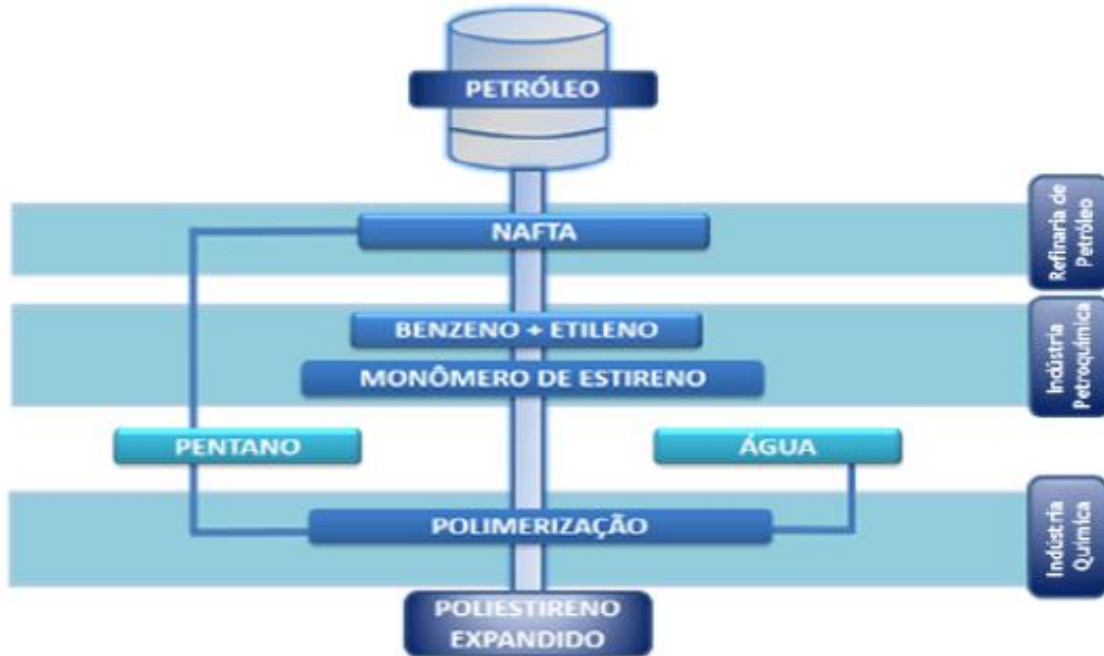 PETRÓLEO
NAFTA
Refinaria de
Petróleo
BENZENO + ETILENO
MONÔMERO DE ESTIRENO
Indústria
Petroquímica
PENTANO
ÁGUA
POLIMERIZAÇÃO
Indústria
Química
POLIESTIRENO
EXPANDIDO